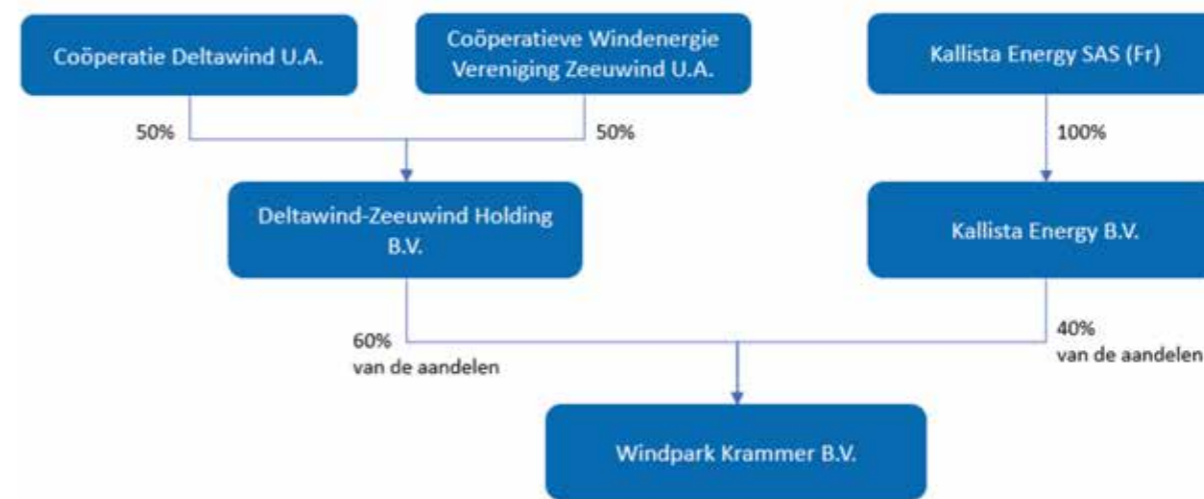 Coöperatie Deltawind U.A.
Coöperatieve Windenergie
Vereniging Zeeuwind U.A.
Kallista Energy SAS (Fr)
50%
50%
100%
Deltawind-Zeeuwind Holding
B.V.
Kallista Energy B.V.
60%
van de aandelen
40%
van de aandelen
Windpark Krammer B.V.